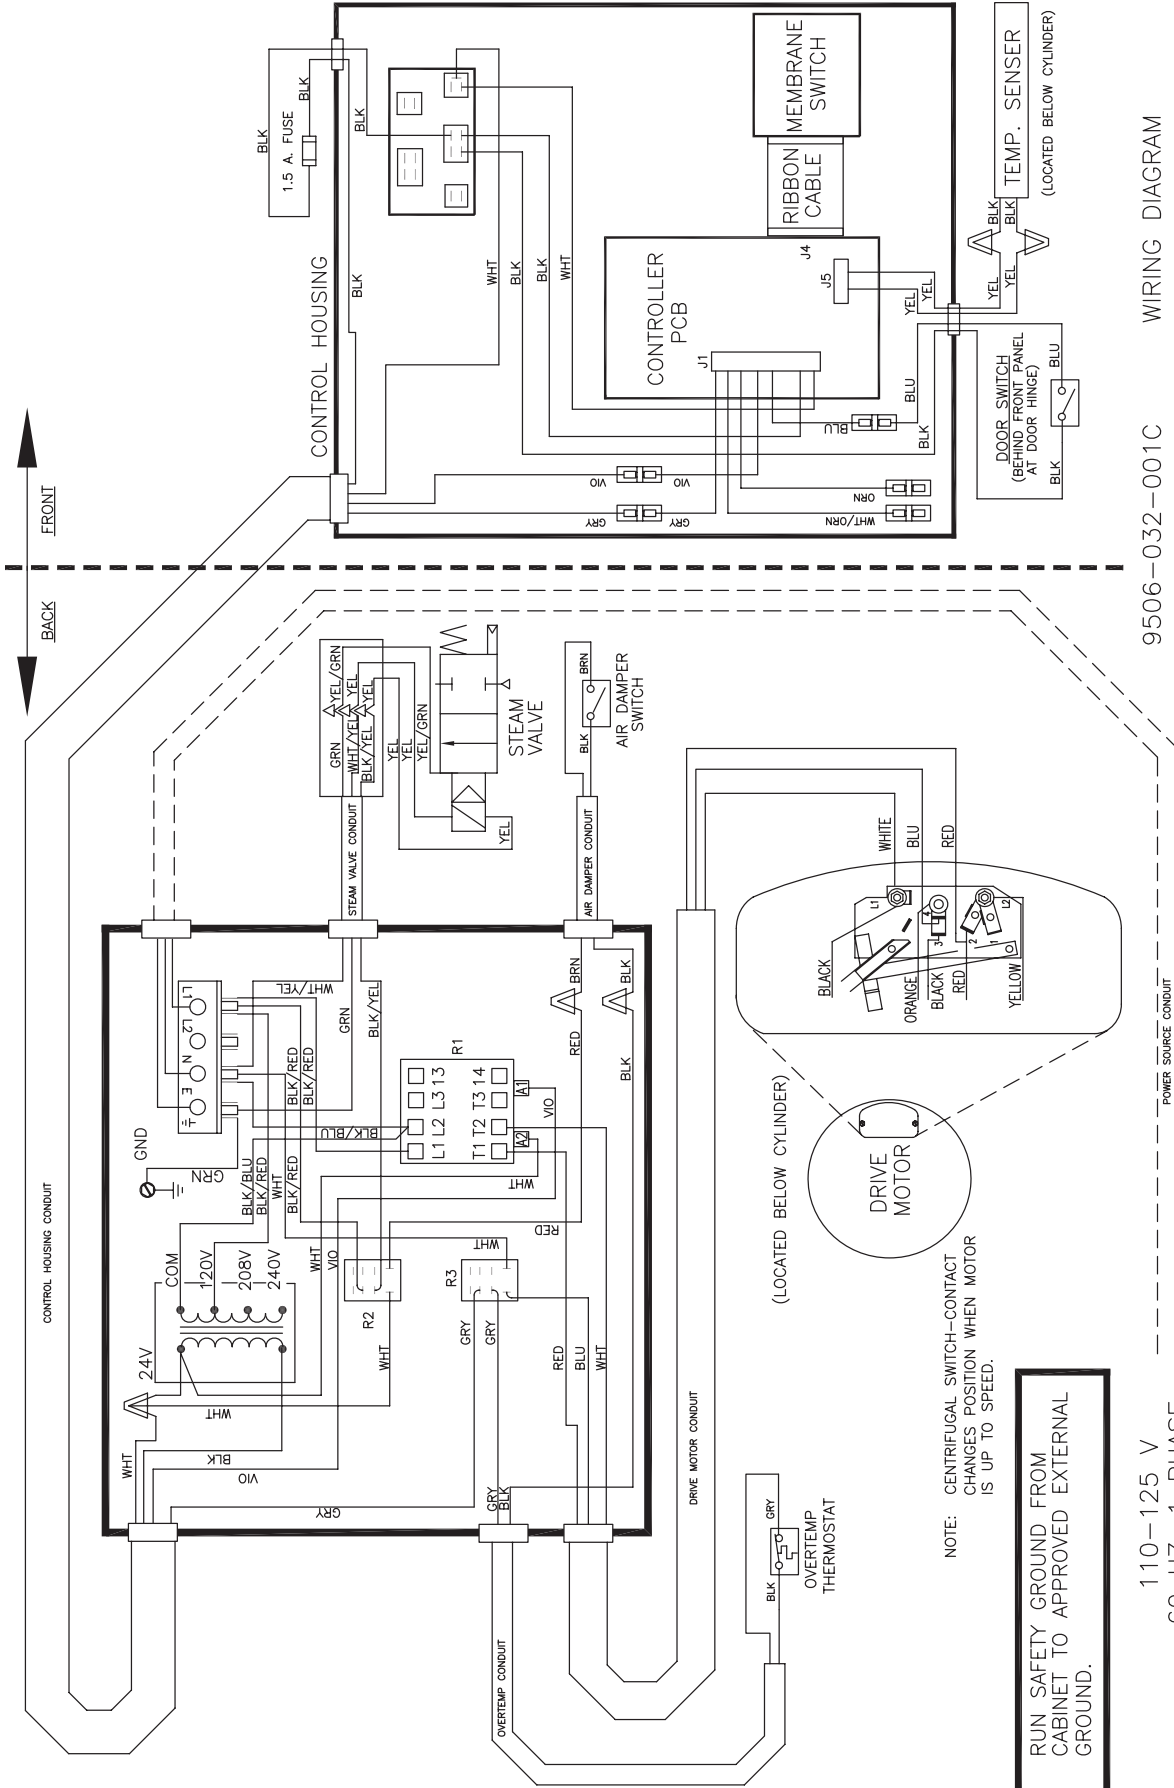 BACK
FRONT
CONTROL HOUSING
BLK
1.5 A. FUSE
BLK
BLK
BLK
WHT
BLK
BLK
WHT
CONTROLLER
PCB
J1
J4
J5
RIBBON
CABLE
MEMBRANE
SWITCH
YEL
YEL
YEL
YEL
BLK
BLK
TEMP. SENSER
(LOCATED BELOW CYLINDER)
BLU
BLU
BLK
DOOR SWITCH
(BEHIND FRONT PANEL
AT DOOR HINGE)
BLK
BLU
VIO
VIO
GRY
GRY
ORN
WHT/ORN
BLK
9506-032-001C
WIRING DIAGRAM
CONTROL HOUSING CONDUIT
STEAM VALVE CONDUIT
GRN
YEL/GRN
WHT/YEL
YEL
BLK/YEL
YEL
YEL
YEL
YEL/GRN
YEL
STEAM
VALVE
AIR DAMPER CONDUIT
BLK
BRN
AIR DAMPER
SWITCH
GND
GRN
E
N
L2
L1
WHT/YEL
GRN
BLK/YEL
BLK/RED
BLK/RED
BLK/BLU
BLK/BLU
BLK/RED
WHT
BLK/RED
24V
COM
120V
208V
240V
WHT
WHT
BLK
VIO
GRY
WHT
VIO
R2
WHT
R3
GRY
GRY
WHT
RED
WHT
VIO
R1
L1 L2 L3 13
T1 T2 T3 14
A2
A1
RED
BRN
BLK
BLK
RED
BLU
WHT
GRY
BLK
DRIVE MOTOR CONDUIT
OVERTEMP CONDUIT
BLK
GRY
OVERTEMP
THERMOSTAT
(LOCATED BELOW CYLINDER)
DRIVE
MOTOR
BLACK
ORANGE
BLACK
RED
YELLOW
L1
4
3
2
1
L2
WHITE
BLU
RED
NOTE: CENTRIFUGAL SWITCH-CONTACT
CHANGES POSITION WHEN MOTOR
IS UP TO SPEED.
POWER SOURCE CONDUIT
RUN SAFETY GROUND FROM
CABINET TO APPROVED EXTERNAL
GROUND.
110-125 V